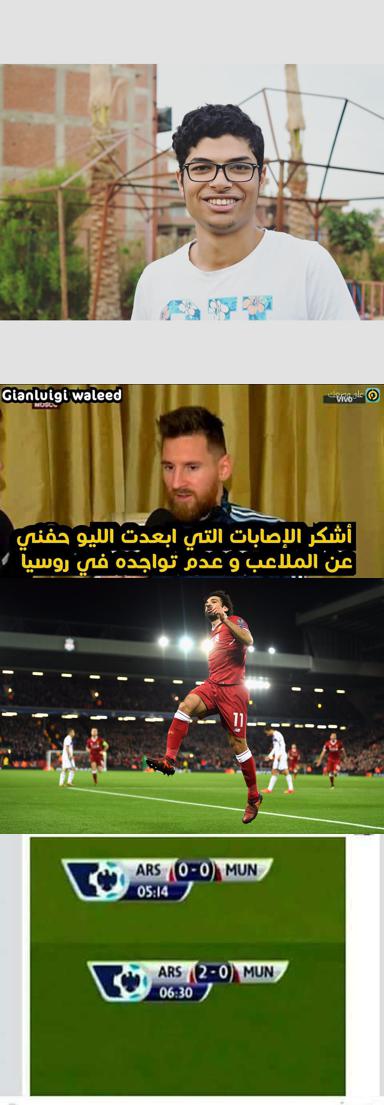 Gianluigi waleed
VIVO
أشكر الإصابات التي ابعدت الليو حفني
عن الملاعب و عدم تواجده في روسيا
11
ARS 0-0 MUN
05:14
ARS 2-0 MUN
06:30